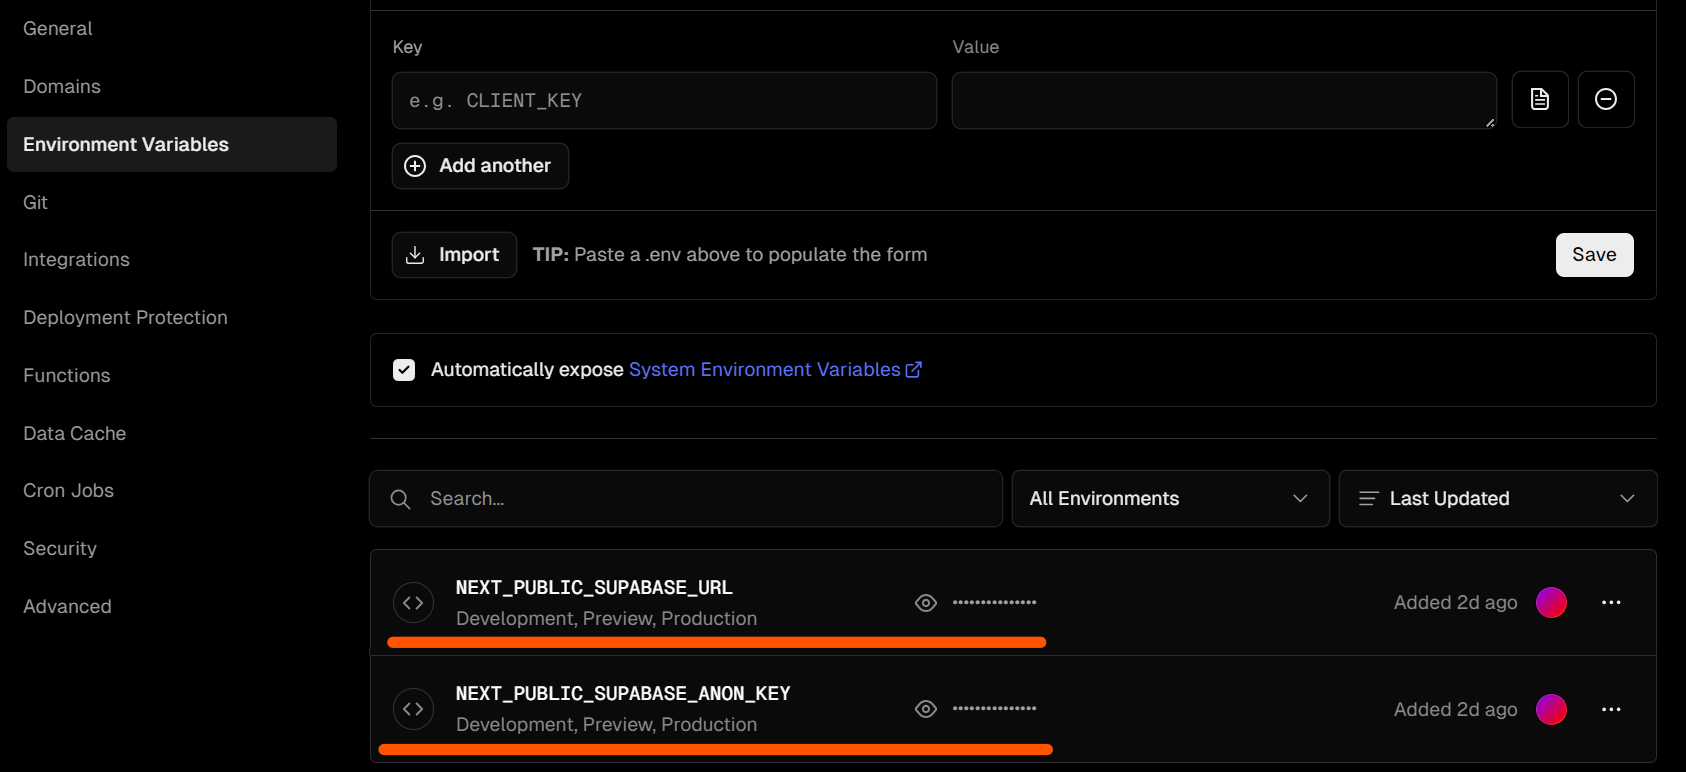 General
Domains
Environment Variables
Git
Integrations
Deployment Protection
Functions
Data Cache
Cron Jobs
Security
Advanced
Key
Value
e.g. CLIENT_KEY
Add another
Import
TIP: Paste a .env above to populate the form
Save
Automatically expose System Environment Variables
Search...
All Environments
Last Updated
NEXT_PUBLIC_SUPABASE_URL
Development, Preview, Production
•••••••••••••••
Added 2d ago
NEXT_PUBLIC_SUPABASE_ANON_KEY
Development, Preview, Production
•••••••••••••••
Added 2d ago